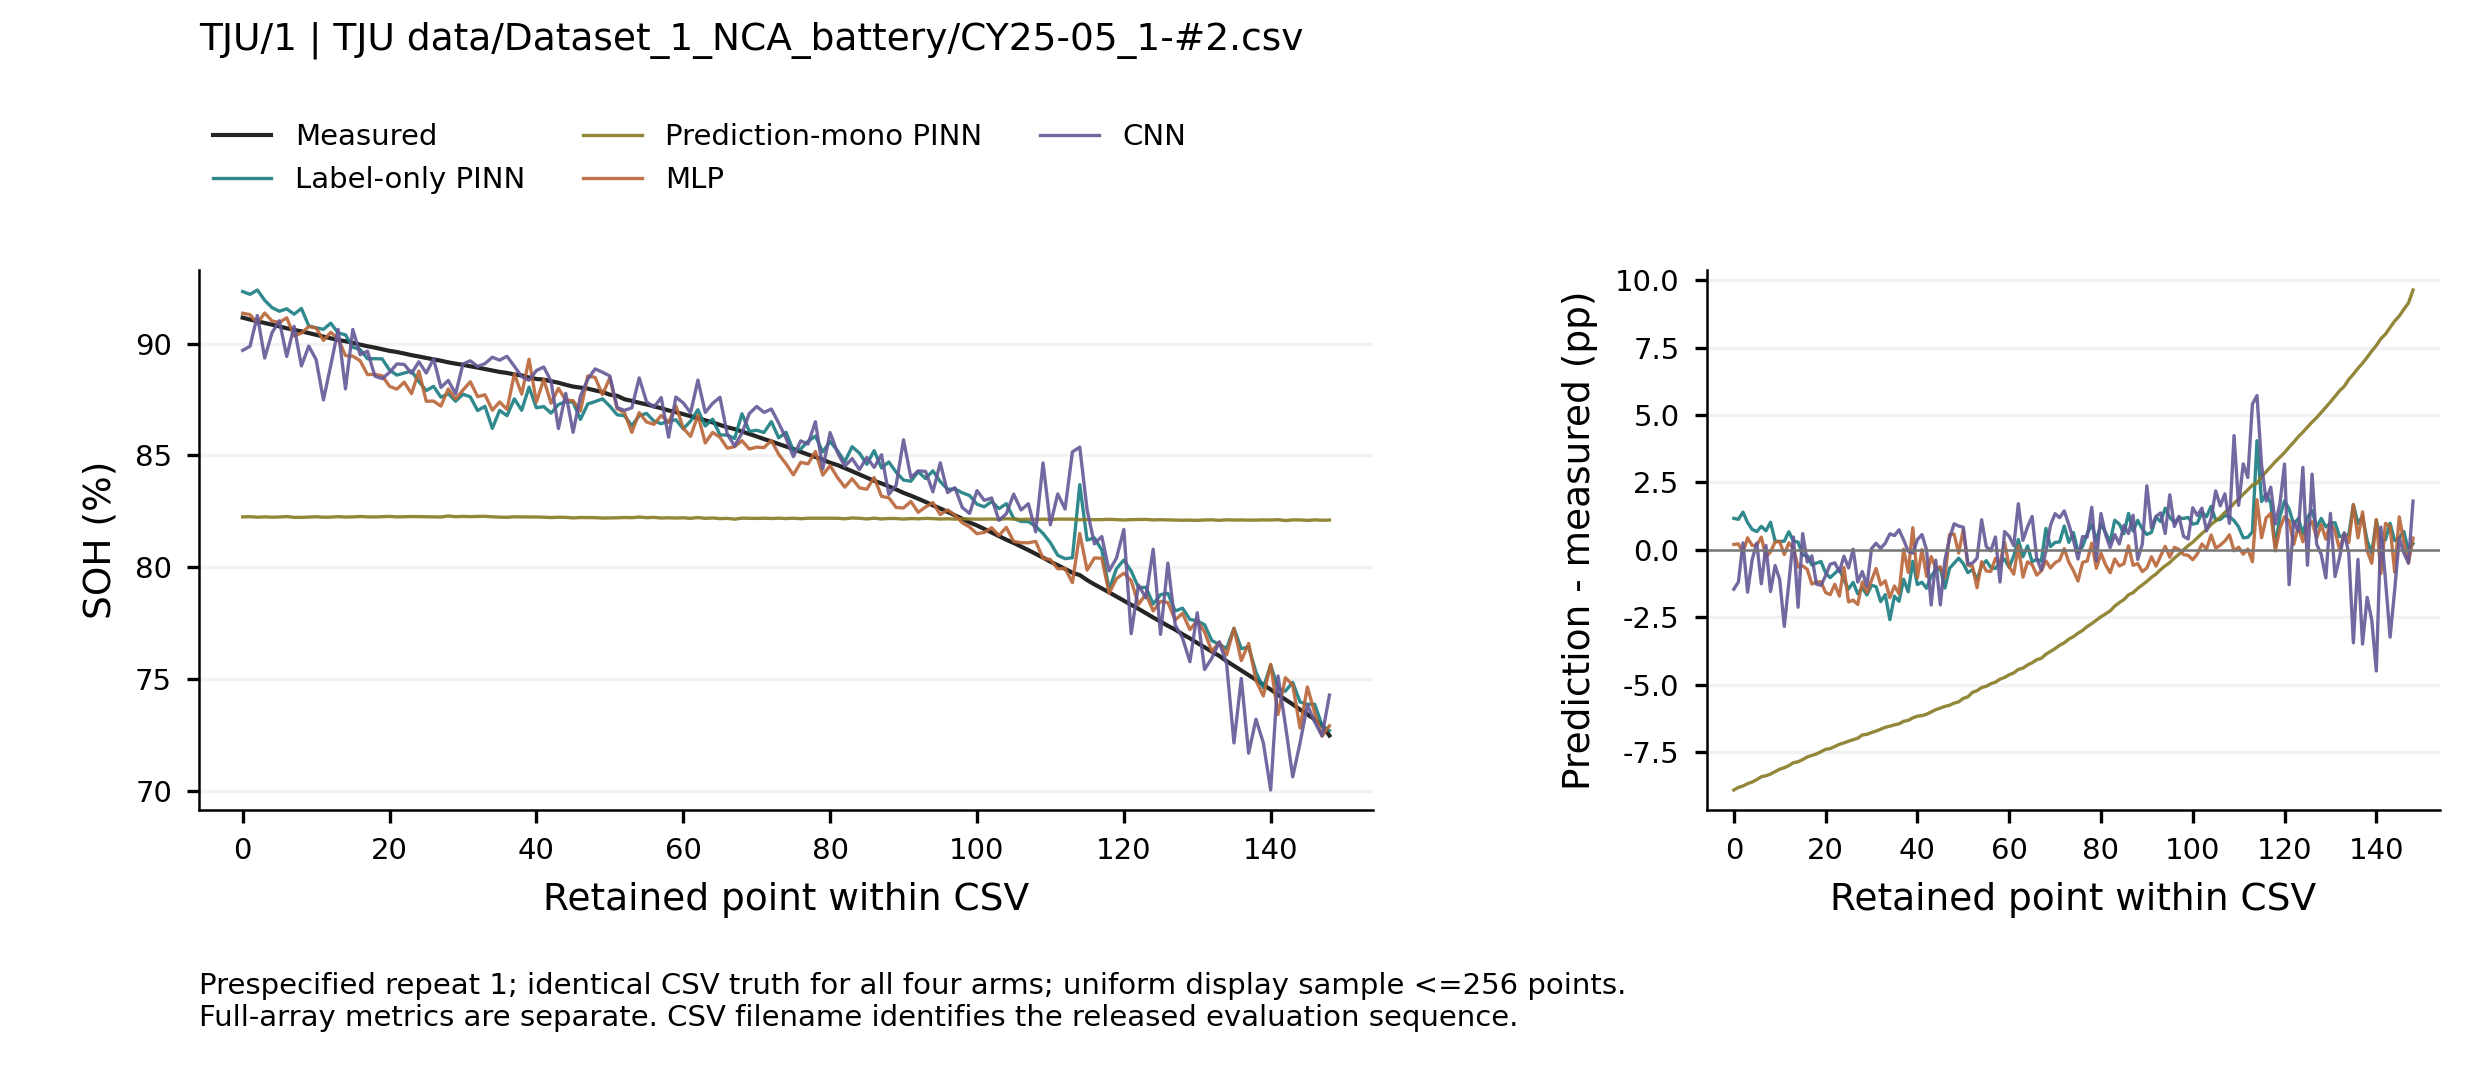 TJU/1 | TJU data/Dataset_1_NCA_battery/CY25-05_1-#2.csv
Measured
Label-only PINN
Prediction-mono PINN
MLP
CNN
SOH (%)
90
85
80
75
70
0 20 40 60 80 100 120 140
Retained point within CSV
Prediction - measured (pp)
10.0
7.5
5.0
2.5
0.0
-2.5
-5.0
-7.5
0 20 40 60 80 100 120 140
Retained point within CSV
Prespecified repeat 1; identical CSV truth for all four arms; uniform display sample <=256 points.
Full-array metrics are separate. CSV filename identifies the released evaluation sequence.